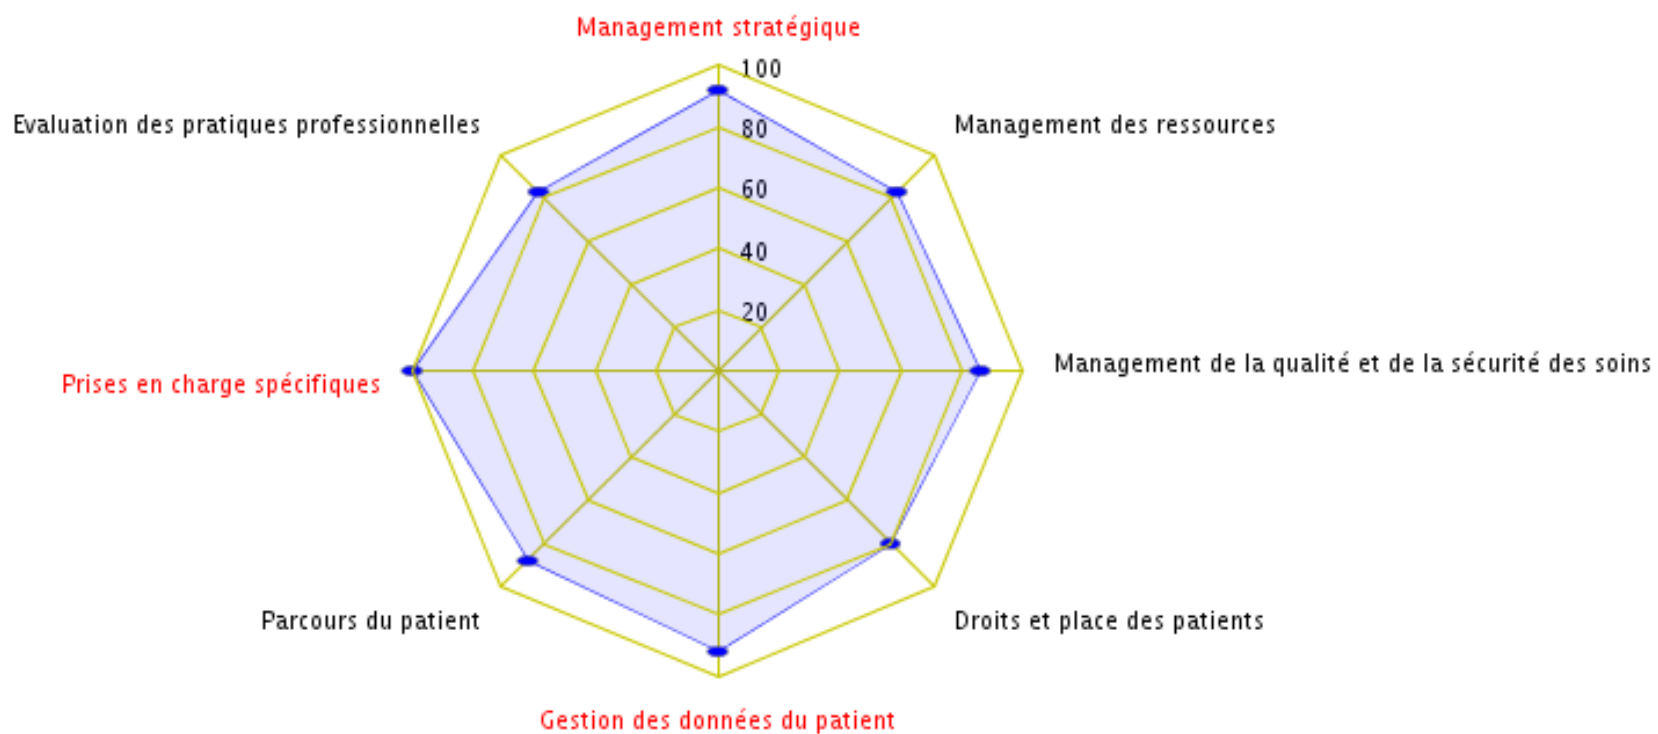 Management stratégique
100
Evaluation des pratiques professionnelles
Management des ressources
80
60
40
20
Management de la qualité et de la sécurité des soins
Prises en charge spécifiques
Parcours du patient
Droits et place des patients
Gestion des données du patient